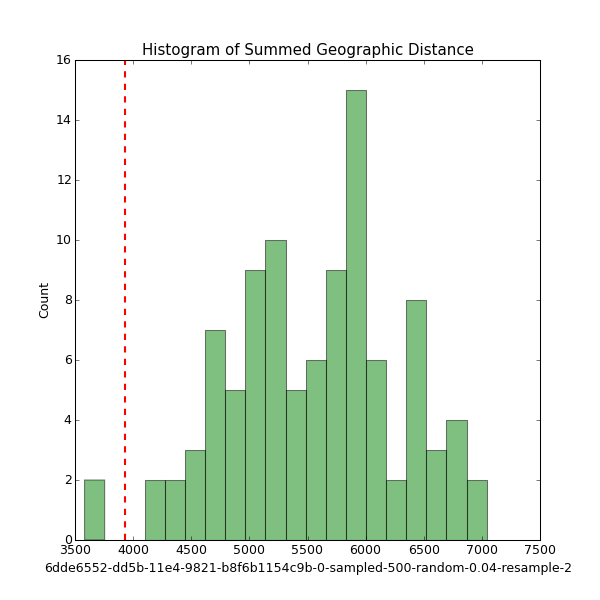 Histogram of Summed Geographic Distance
16
14
12
10
8
6
4
2
0
Count
3500 4000 4500 5000 5500 6000 6500 7000 7500
6dde6552-dd5b-11e4-9821-b8f6b1154c9b-0-sampled-500-random-0.04-resample-2